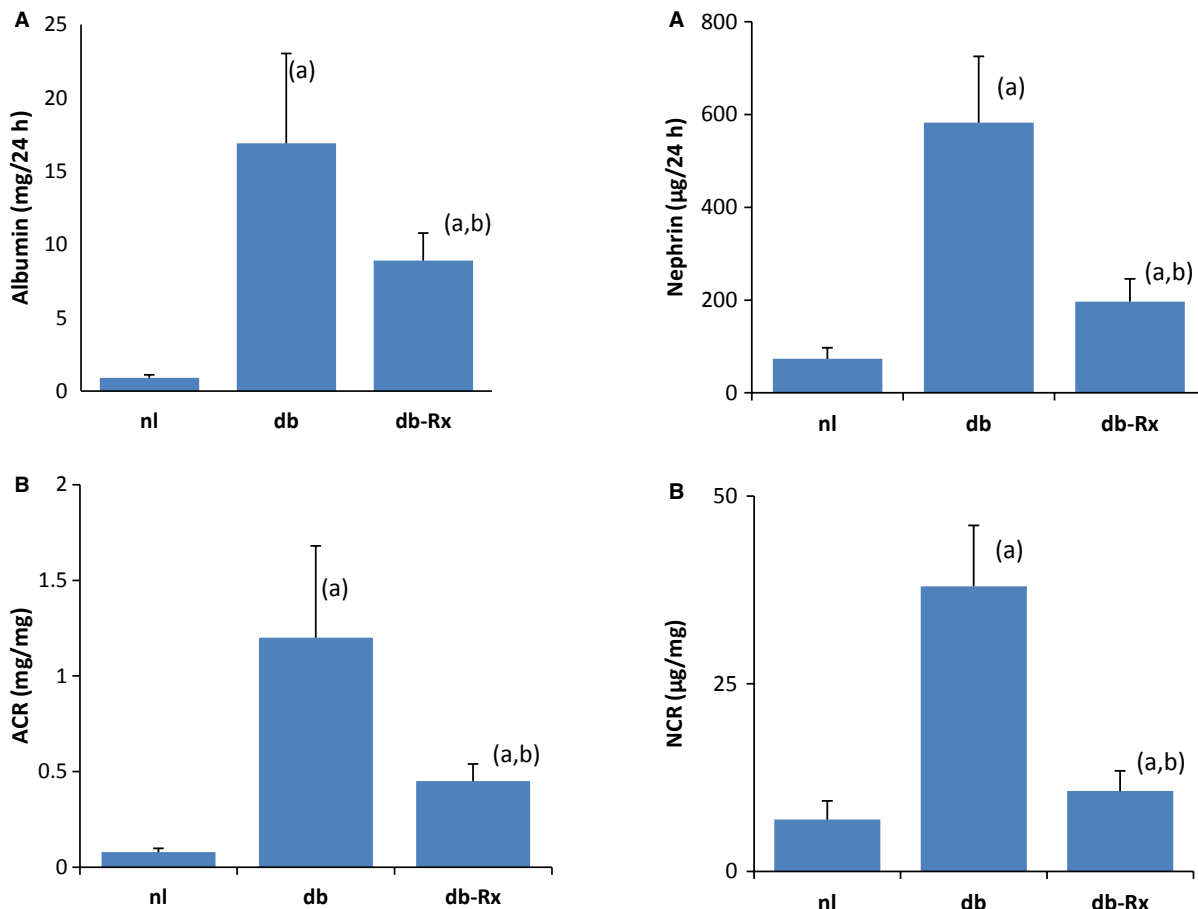 A
Albumin (mg/24 h)
25
20
15
10
5
0
(a)
(a,b)
nl db db-Rx
A
Nephrin (µg/24 h)
800
600
400
200
0
(a)
(a,b)
nl db db-Rx
B
ACR (mg/mg)
2
1.5
1
0.5
0
(a)
(a,b)
nl db db-Rx
B
NCR (µg/mg)
50
25
0
(a)
(a,b)
nl db db-Rx